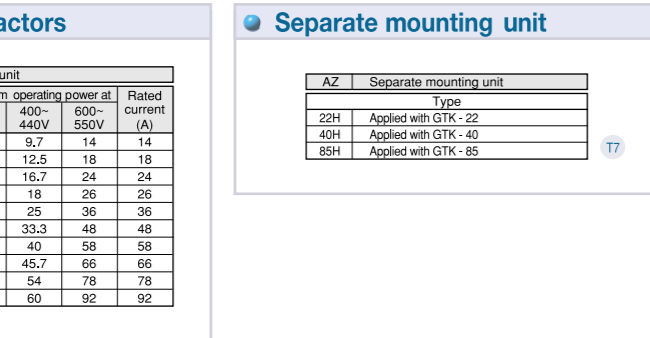 actors
unit
m operating power at Rated current (A)
400~ 440V 600~ 550V
9.7 14 14
12.5 18 18
16.7 24 24
18 26 26
25 36 36
33.3 48 48
40 58 58
45.7 66 66
54 78 78
60 92 92
Separate mounting unit
AZ Separate mounting unit
Type
22H Applied with GTK - 22
40H Applied with GTK - 40
85H Applied with GTK - 85
T7